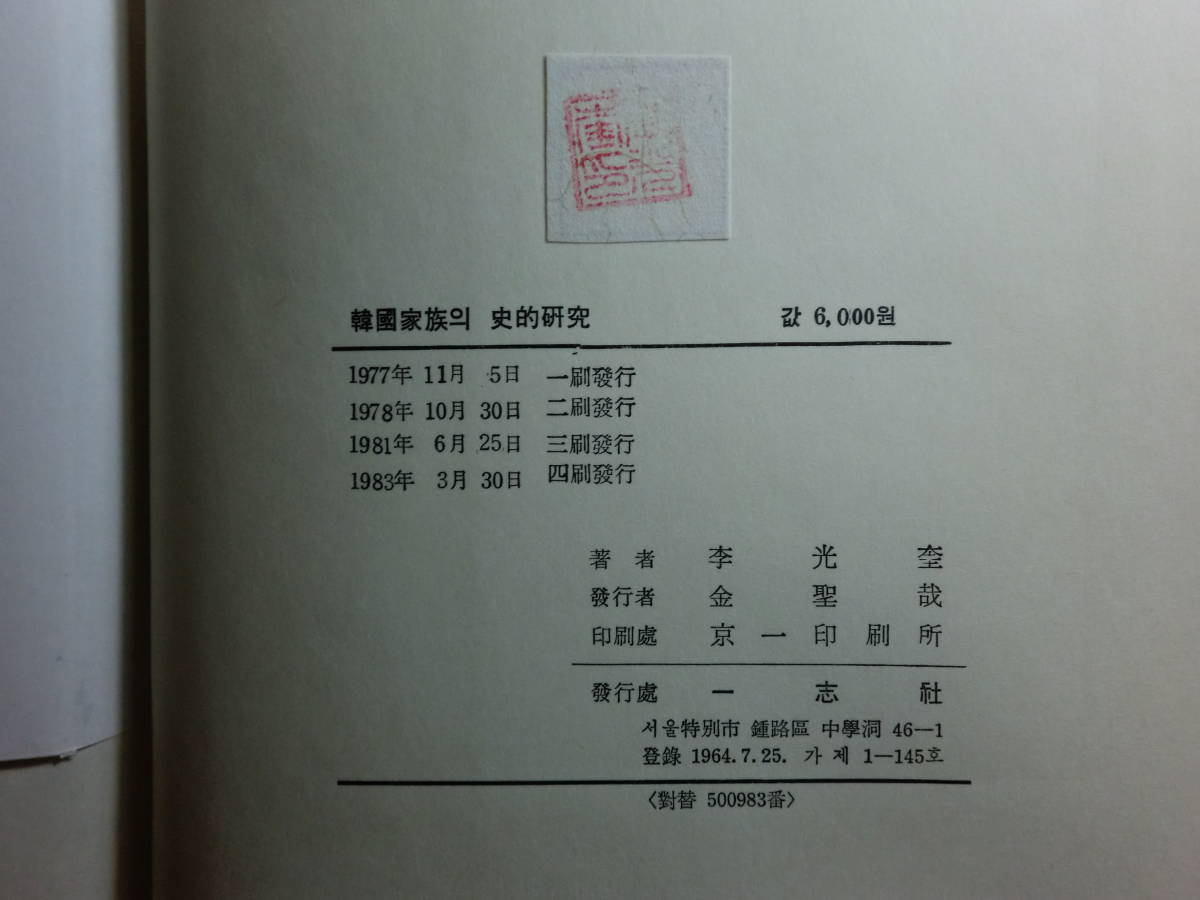 韓國家族의 史的硏究 값 6,000원
1977年 11月 5日 一刷發行
1978年 10月 30日 二刷發行
1981年 6月 25日 三刷發行
1983年 3月 30日 四刷發行
著者 李光奎
發行者 金聖哉
印刷處 京一印刷所
發行處 一志社
서울特別市 鍾路區 中學洞 46—1
登錄 1964.7.25. 가제 1—145호
〈對替 500983番〉